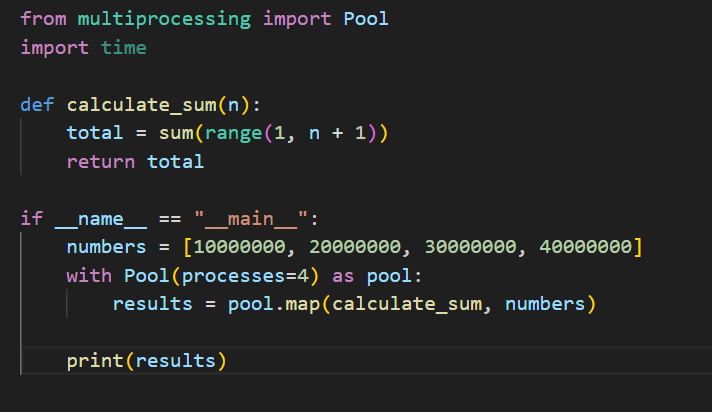 from multiprocessing import Pool
import time
def calculate_sum(n):
    total = sum(range(1, n + 1))
    return total
if __name__ == "__main__":
    numbers = [10000000, 20000000, 30000000, 40000000]
    with Pool(processes=4) as pool:
        results = pool.map(calculate_sum, numbers)
    print(results)